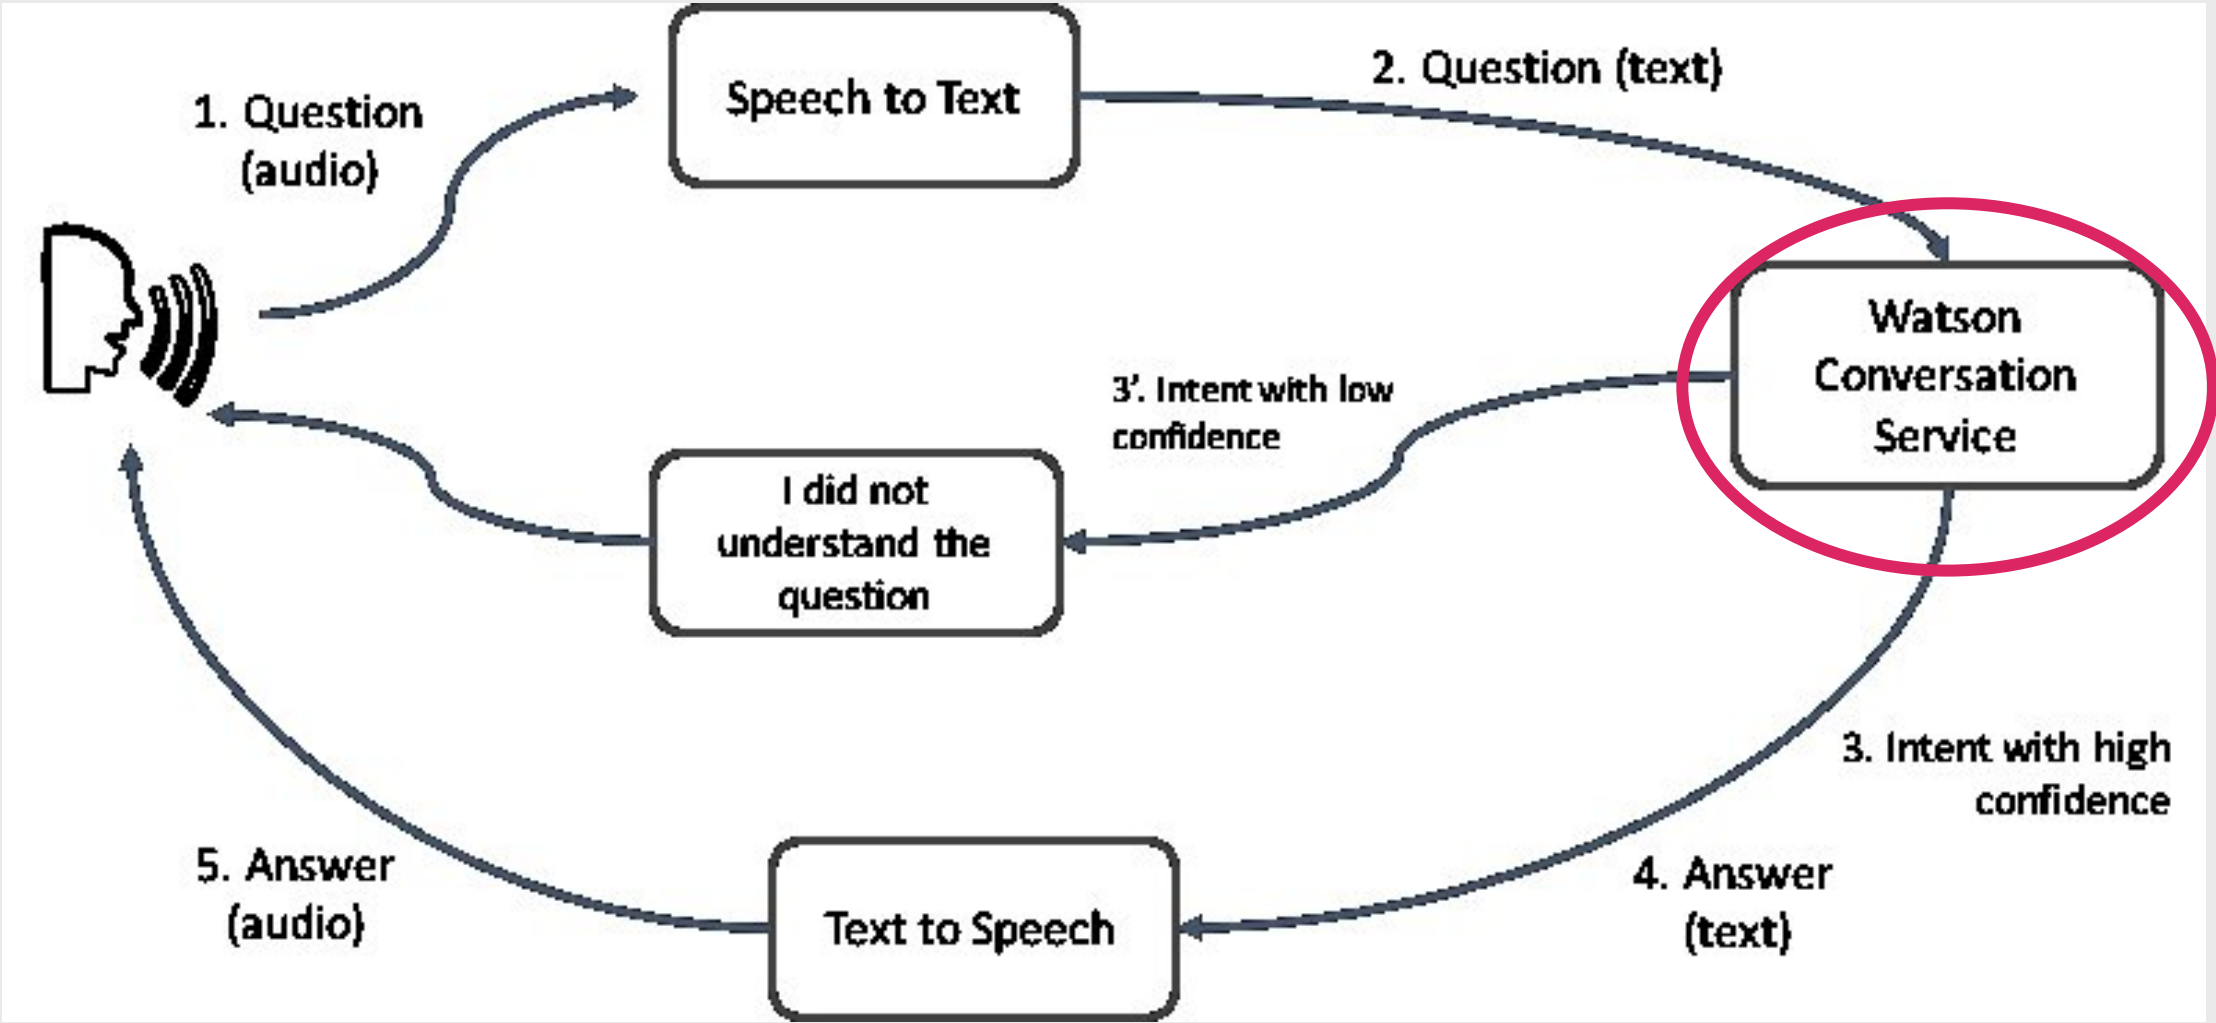 1. Question
(audio)
Speech to Text
2. Question (text)
Watson
Conversation
Service
3'. Intent with low
confidence
I did not
understand the
question
3. Intent with high
confidence
4. Answer
(text)
Text to Speech
5. Answer
(audio)